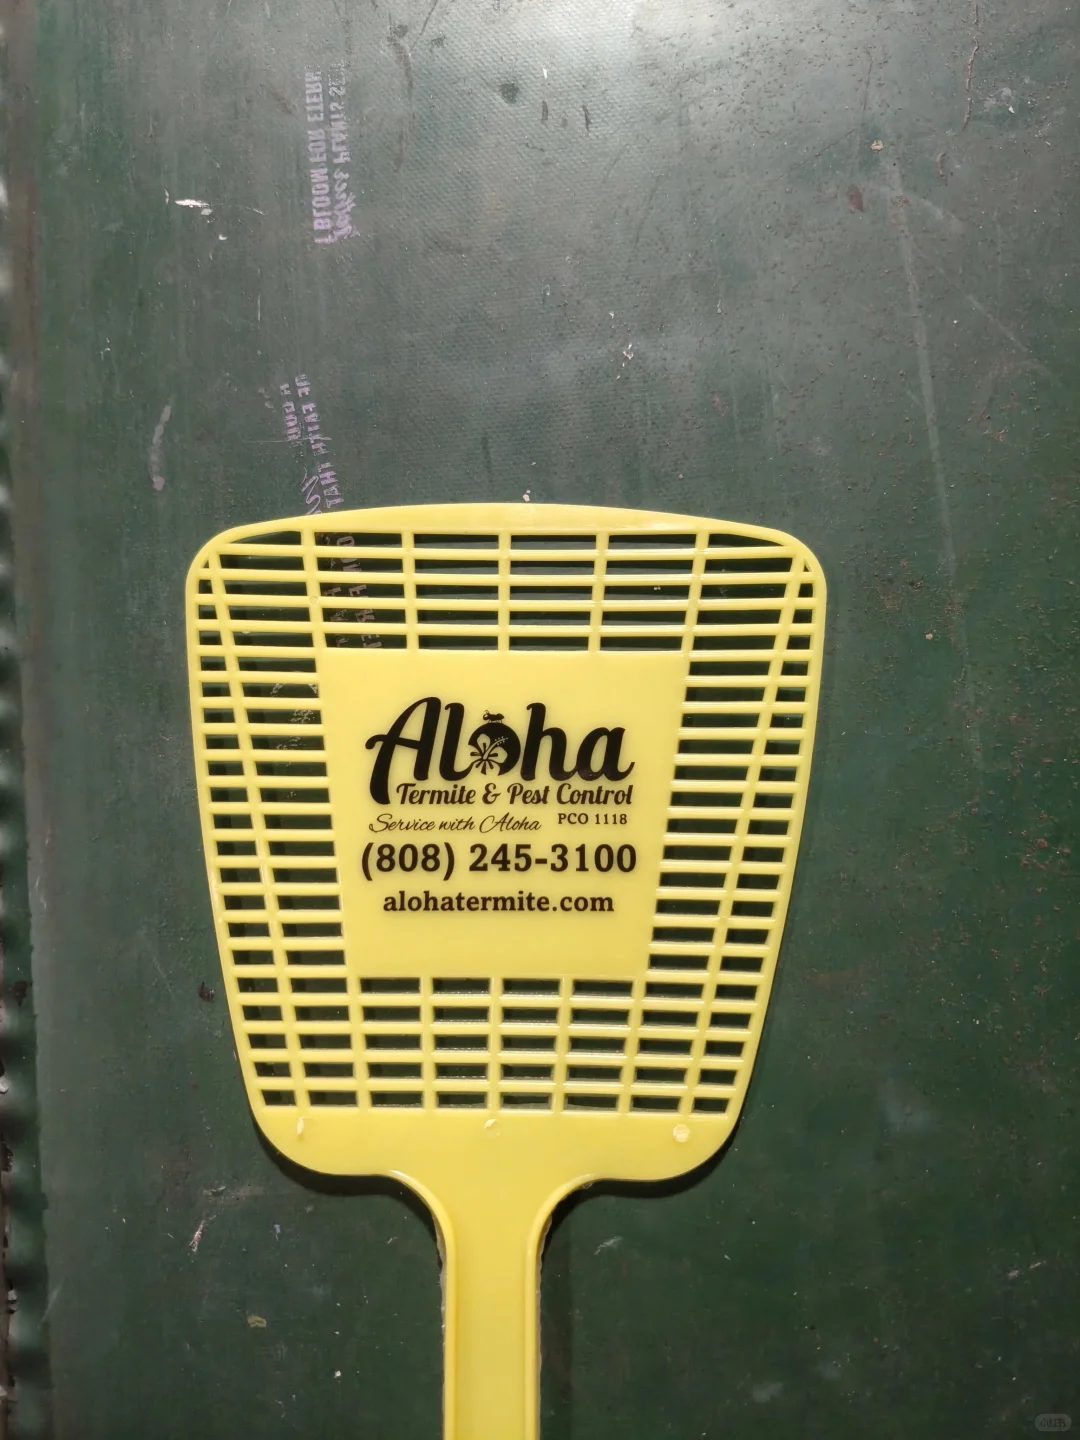 Aloha
Termite & Pest Control
Service with Aloha PCO 1118
(808) 245-3100
alohatermite.com